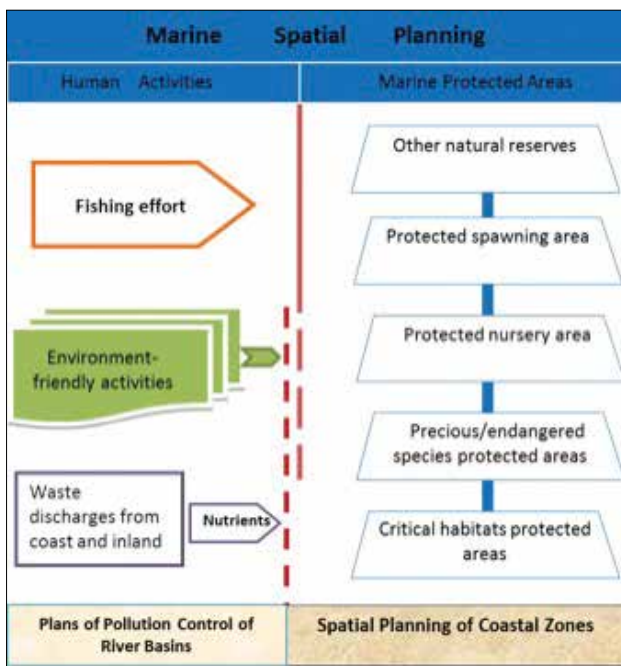 Marine Spatial Planning
Human Activities
Marine Protected Areas
Fishing effort
Environment-
friendly activities
Waste
discharges from
coast and inland
Nutrients
Other natural reserves
Protected spawning area
Protected nursery area
Precious/endangered
species protected areas
Critical habitats protected
areas
Plans of Pollution Control of
River Basins
Spatial Planning of Coastal Zones